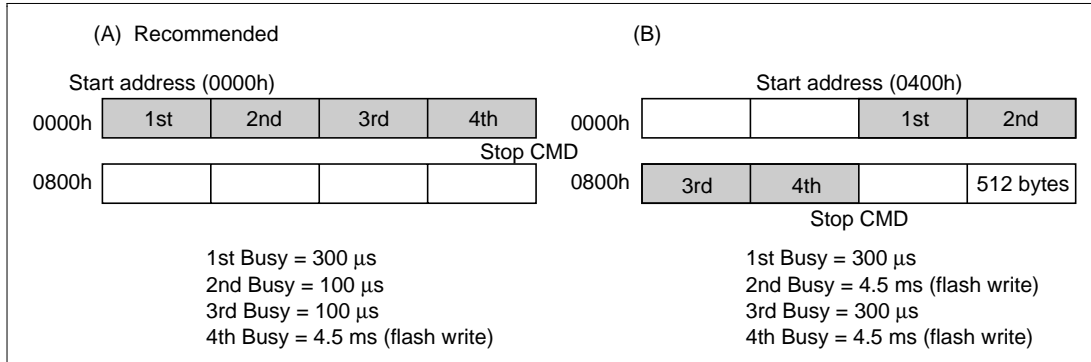 (A) Recommended
Start address (0000h)
0000h 1st 2nd 3rd 4th
Stop CMD
0800h
1st Busy = 300 μs
2nd Busy = 100 μs
3rd Busy = 100 μs
4th Busy = 4.5 ms (flash write)
(B)
Start address (0400h)
0000h 1st 2nd
0800h 3rd 4th 512 bytes
Stop CMD
1st Busy = 300 μs
2nd Busy = 4.5 ms (flash write)
3rd Busy = 300 μs
4th Busy = 4.5 ms (flash write)